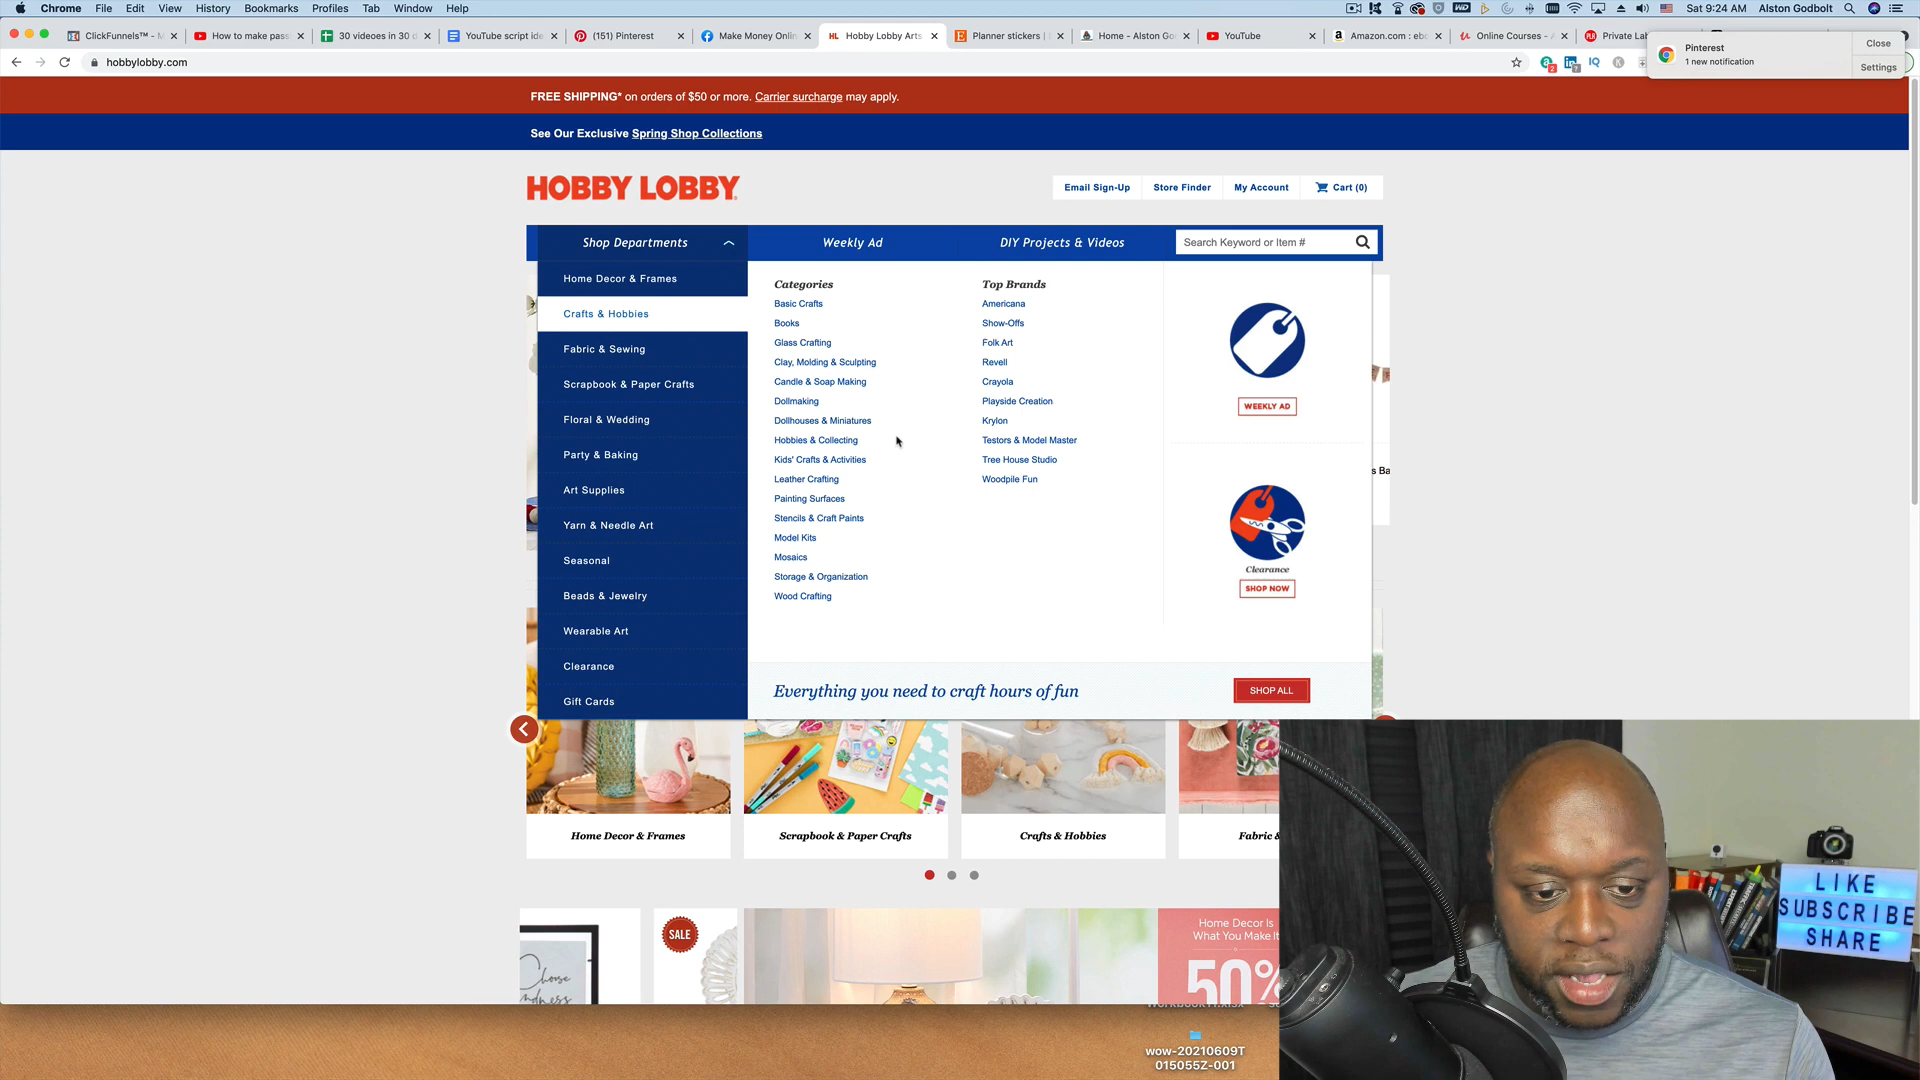 Chrome File Edit View History Bookmarks Profiles Tab Window Help
Sat 9:24 AM Alston Godbolt
ClickFunnels™ - M
How to make pass
30 videoes in 30 d
YouTube script ide
(151) Pinterest
Make Money Onlin
Hobby Lobby Arts
Planner stickers |
Home - Alston Go
YouTube
Amazon.com : ebo
Online Courses - A
Private Lab
Pinterest
1 new notification
Close
Settings
hobbylobby.com
FREE SHIPPING* on orders of $50 or more. Carrier surcharge may apply.
See Our Exclusive Spring Shop Collections
HOBBY LOBBY
Email Sign-Up
Store Finder
My Account
Cart (0)
Shop Departments
Weekly Ad
DIY Projects & Videos
Search Keyword or Item #
Home Decor & Frames
Crafts & Hobbies
Fabric & Sewing
Scrapbook & Paper Crafts
Floral & Wedding
Party & Baking
Art Supplies
Yarn & Needle Art
Seasonal
Beads & Jewelry
Wearable Art
Clearance
Gift Cards
Categories
Basic Crafts
Books
Glass Crafting
Clay, Molding & Sculpting
Candle & Soap Making
Dollmaking
Dollhouses & Miniatures
Hobbies & Collecting
Kids' Crafts & Activities
Leather Crafting
Painting Surfaces
Stencils & Craft Paints
Model Kits
Mosaics
Storage & Organization
Wood Crafting
Top Brands
Americana
Show-Offs
Folk Art
Revell
Crayola
Playside Creation
Krylon
Testors & Model Master
Tree House Studio
Woodpile Fun
WEEKLY AD
Clearance
SHOP NOW
s Ba
Everything you need to craft hours of fun
SHOP ALL
Home Decor & Frames
Scrapbook & Paper Crafts
Crafts & Hobbies
Fabric &
SALE
Choose
Home Decor Is
What You Make It
50%
wow-20210609T
015055Z-001
LIKE
SUBSCRIBE
SHARE